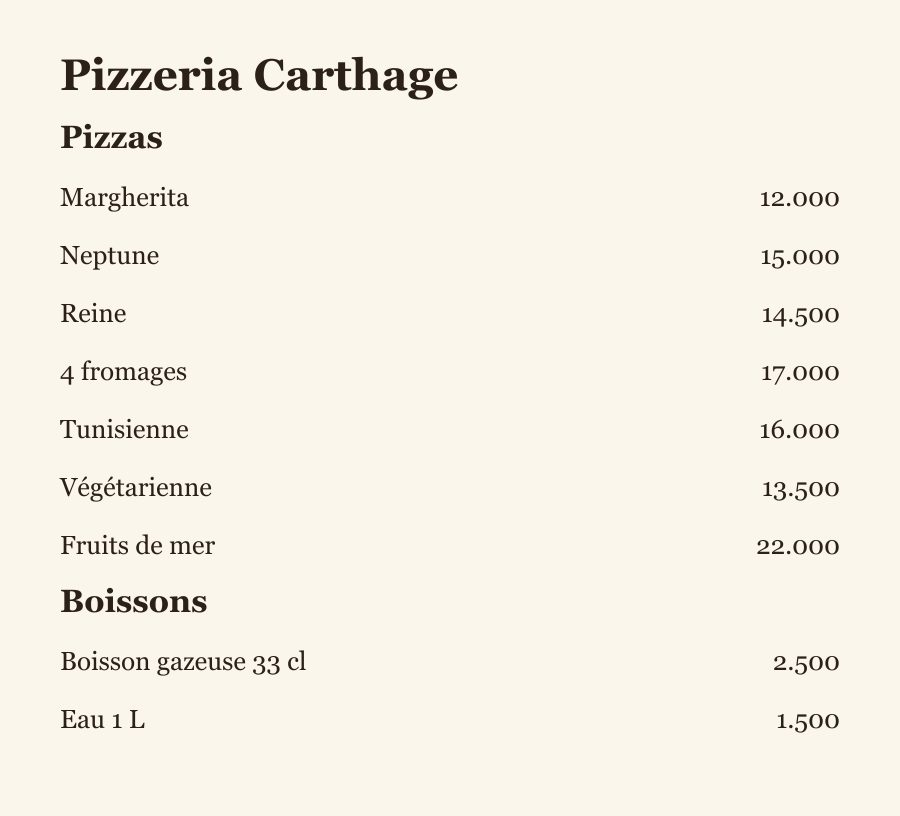 Pizzeria Carthage
Pizzas
Margherita 12.000
Neptune 15.000
Reine 14.500
4 fromages 17.000
Tunisienne 16.000
Végétarienne 13.500
Fruits de mer 22.000
Boissons
Boisson gazeuse 33 cl 2.500
Eau 1 L 1.500